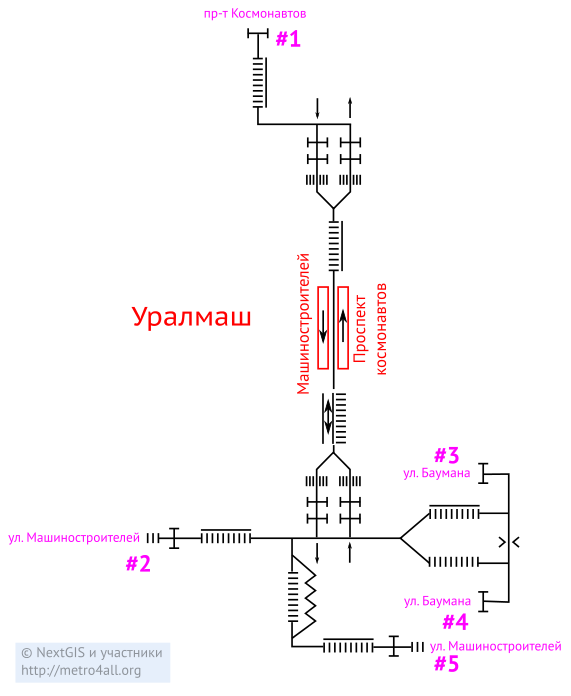 пр-т Космонавтов
#1
Машиностроителей
Проспект
космонавтов
Уралмаш
#3
ул. Баумана
ул. Машиностроителей
#2
ул. Баумана
#4
ул. Машиностроителей
#5
© NextGIS и участники
http://metro4all.org